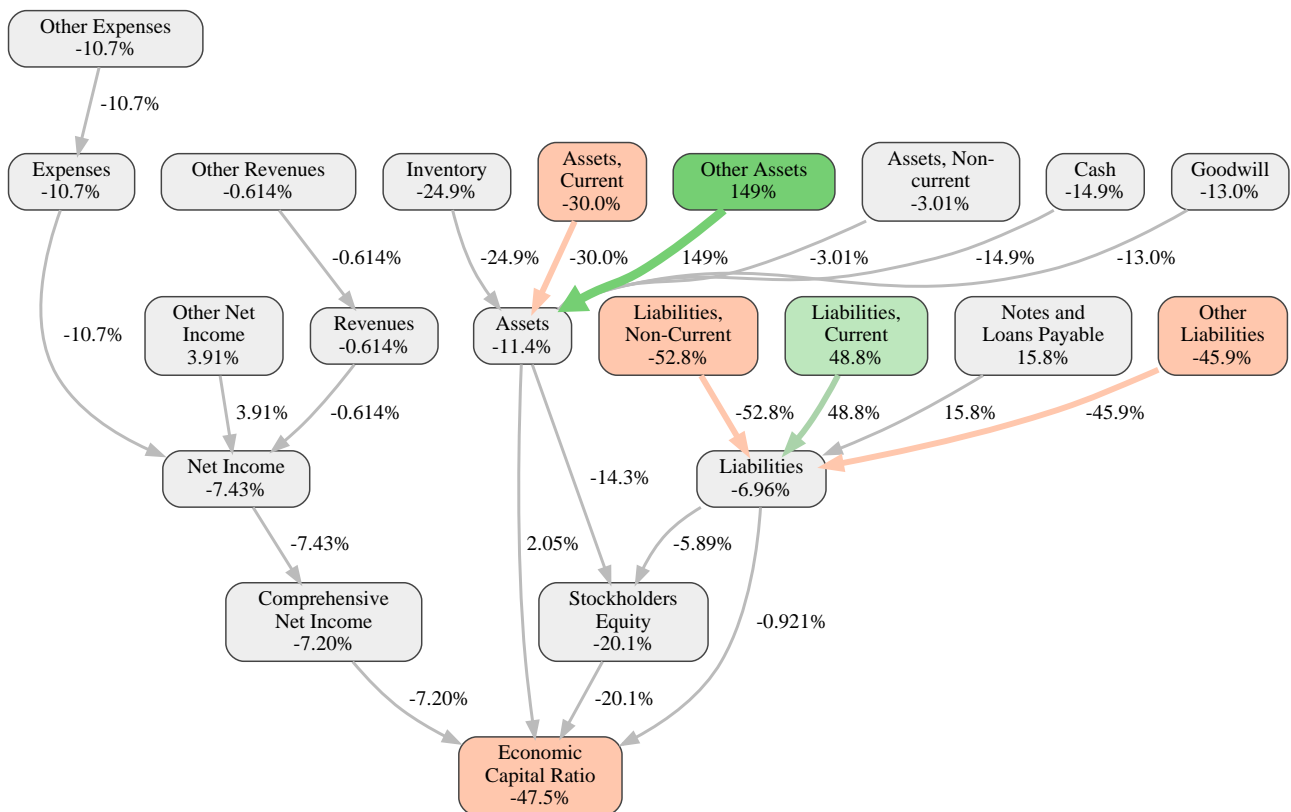 Other Expenses
-10.7%
-10.7%
Expenses
-10.7%
Other Revenues
-0.614%
Inventory
-24.9%
Assets,
Current
-30.0%
Other Assets
149%
Assets, Non-
current
-3.01%
Cash
-14.9%
Goodwill
-13.0%
-0.614%
-24.9%
-30.0%
149%
-3.01%
-14.9%
-13.0%
-10.7%
Other Net
Income
3.91%
Revenues
-0.614%
Assets
-11.4%
Liabilities,
Non-Current
-52.8%
Liabilities,
Current
48.8%
Notes and
Loans Payable
15.8%
Other
Liabilities
-45.9%
3.91%
-0.614%
-52.8%
48.8%
15.8%
-45.9%
Net Income
-7.43%
-14.3%
Liabilities
-6.96%
-7.43%
2.05%
-5.89%
Comprehensive
Net Income
-7.20%
Stockholders
Equity
-20.1%
-0.921%
-7.20%
-20.1%
Economic
Capital Ratio
-47.5%